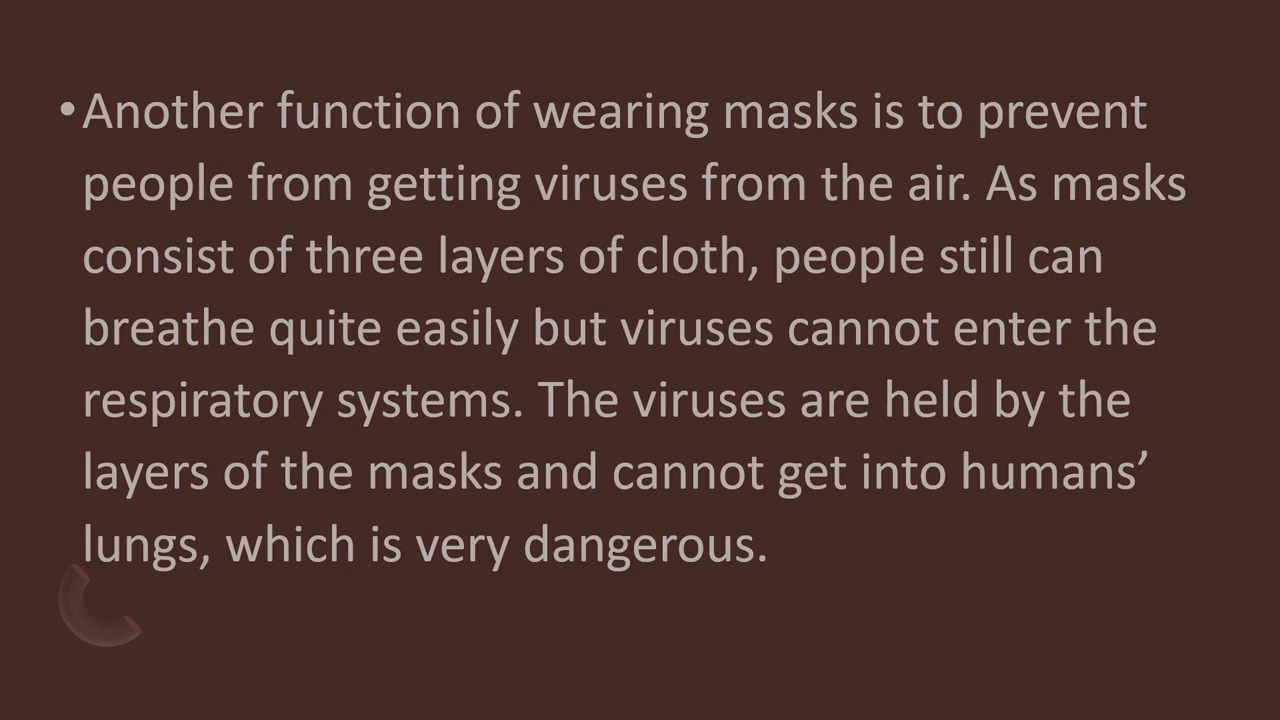 •Another function of wearing masks is to prevent
people from getting viruses from the air. As masks
consist of three layers of cloth, people still can
breathe quite easily but viruses cannot enter the
respiratory systems. The viruses are held by the
layers of the masks and cannot get into humans’
lungs, which is very dangerous.